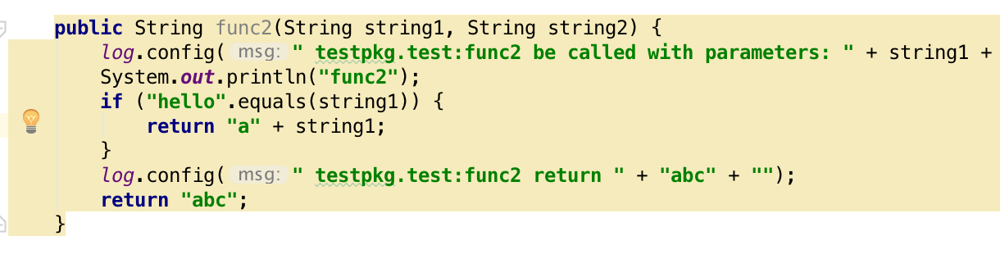 public String func2(String string1, String string2) {
log.config( msg: " testpkg.test:func2 be called with parameters: " + string1 +
System.out.println("func2");
if ("hello".equals(string1)) {
return "a" + string1;
}
log.config( msg: " testpkg.test:func2 return " + "abc" + "");
return "abc";
}